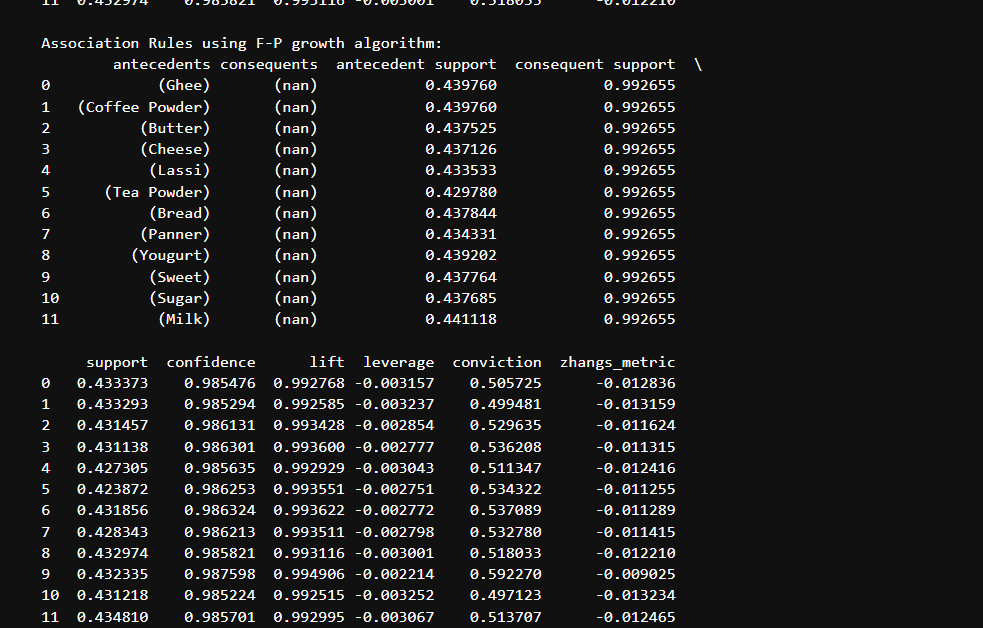 11 0.432974 0.985821 0.993116 -0.003001 0.518033 -0.012210
Association Rules using F-P growth algorithm:
antecedents consequents antecedent support consequent support \
0 (Ghee) (nan) 0.439760 0.992655
1 (Coffee Powder) (nan) 0.439760 0.992655
2 (Butter) (nan) 0.437525 0.992655
3 (Cheese) (nan) 0.437126 0.992655
4 (Lassi) (nan) 0.433533 0.992655
5 (Tea Powder) (nan) 0.429780 0.992655
6 (Bread) (nan) 0.437844 0.992655
7 (Panner) (nan) 0.434331 0.992655
8 (Yougurt) (nan) 0.439202 0.992655
9 (Sweet) (nan) 0.437764 0.992655
10 (Sugar) (nan) 0.437685 0.992655
11 (Milk) (nan) 0.441118 0.992655
support confidence lift leverage conviction zhangs_metric
0 0.433373 0.985476 0.992768 -0.003157 0.505725 -0.012836
1 0.433293 0.985294 0.992585 -0.003237 0.499481 -0.013159
2 0.431457 0.986131 0.993428 -0.002854 0.529635 -0.011624
3 0.431138 0.986301 0.993600 -0.002777 0.536208 -0.011315
4 0.427305 0.985635 0.992929 -0.003043 0.511347 -0.012416
5 0.423872 0.986253 0.993551 -0.002751 0.534322 -0.011255
6 0.431856 0.986324 0.993622 -0.002772 0.537089 -0.011289
7 0.428343 0.986213 0.993511 -0.002798 0.532780 -0.011415
8 0.432974 0.985821 0.993116 -0.003001 0.518033 -0.012210
9 0.432335 0.987598 0.994906 -0.002214 0.592270 -0.009025
10 0.431218 0.985224 0.992515 -0.003252 0.497123 -0.013234
11 0.434810 0.985701 0.992995 -0.003067 0.513707 -0.012465